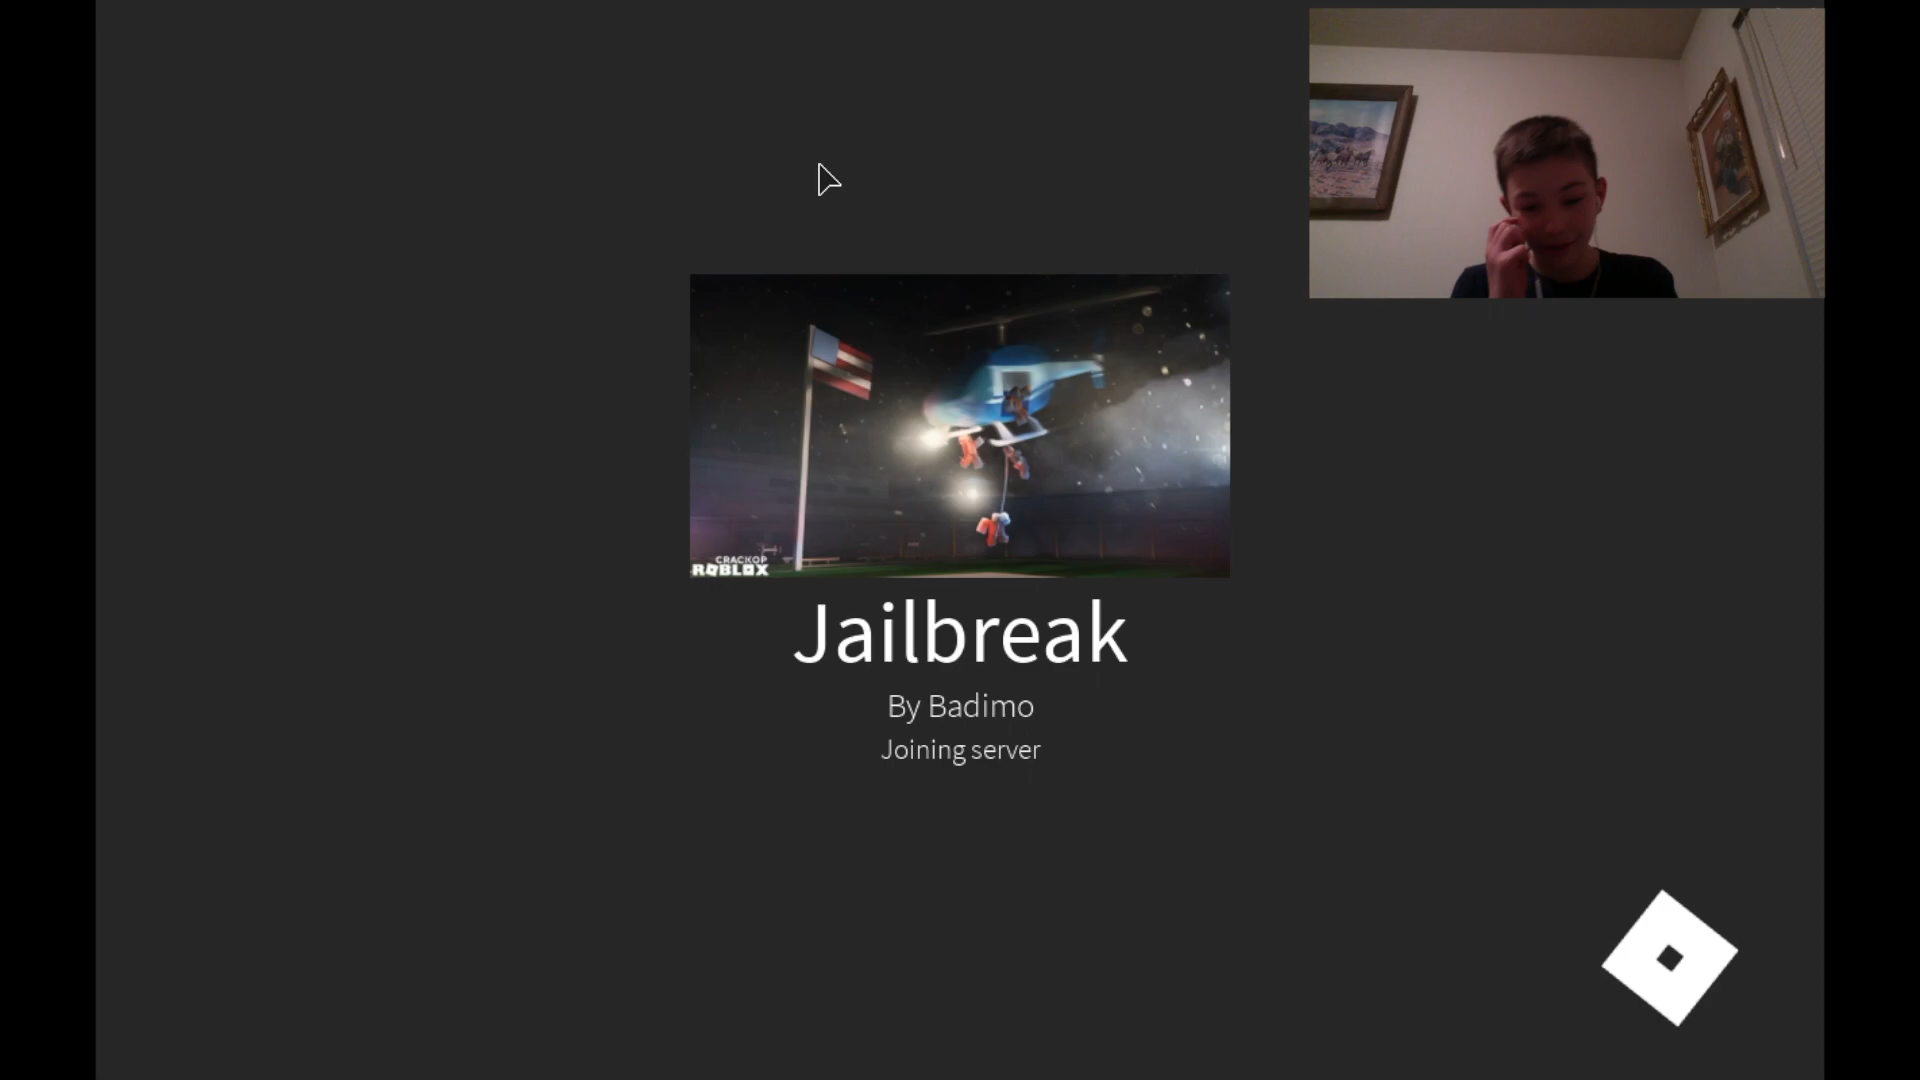 CRACKOP
ROBLOX
Jailbreak
By Badimo
Joining server